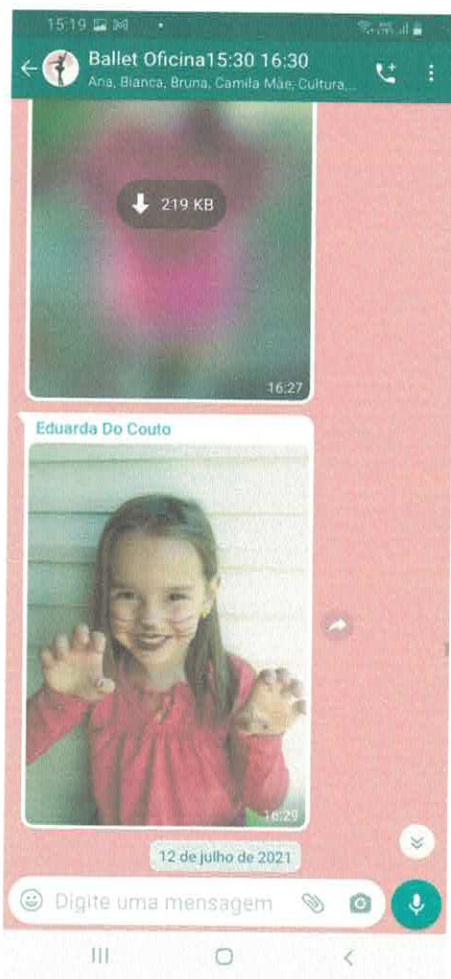 15:19
Ballet Oficina15:30 16:30
Ana, Bianca, Bruna, Camila Mãe, Cultura,...
219 KB
16:27
Eduarda Do Couto
16:29
12 de julho de 2021
Digite uma mensagem